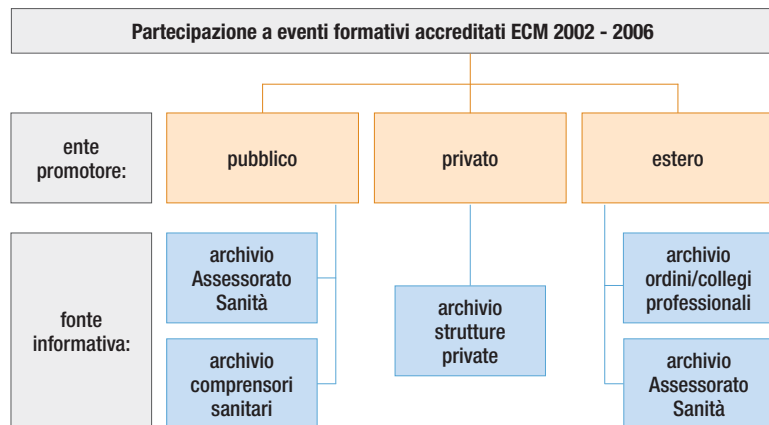 Partecipazione a eventi formativi accreditati ECM 2002 - 2006
ente
promotore:
pubblico
privato
estero
fonte
informativa:
archivio
Assessorato
Sanità
archivio
comprensori
sanitari
archivio
strutture
private
archivio
ordini/collegi
professionali
archivio
Assessorato
Sanità